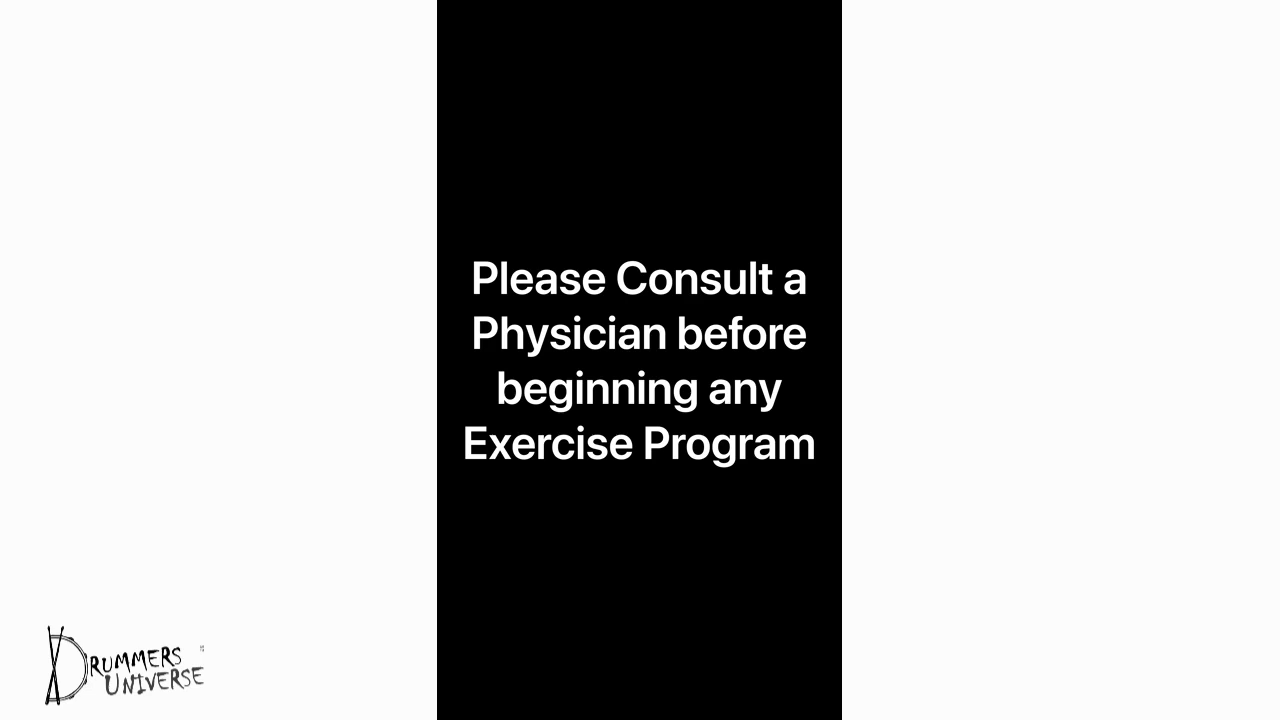 Please Consult a
Physician before
beginning any
Exercise Program
DRUMMERS
UNIVERSE